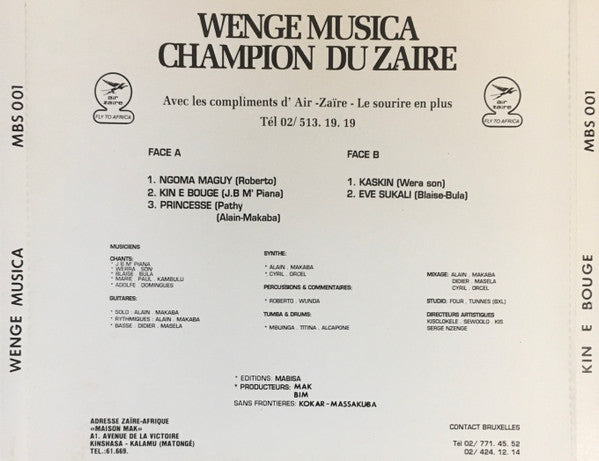 WENGE MUSICA
CHAMPION DU ZAIRE
air
zaïre
FLY TO AFRICA
air
zaïre
FLY TO AFRICA
Avec les compliments d' Air -Zaïre - Le sourire en plus
Tél 02/ 513. 19. 19
MBS 001
WENGE MUSICA
MBS 001
KIN E BOUGE
FACE A
1. NGOMA MAGUY (Roberto)
2. KIN E BOUGE (J.B M' Piana)
3. PRINCESSE (Pathy
(Alain-Makaba)
FACE B
1. KASKIN (Wera son)
2. EVE SUKALI (Blaise-Bula)
MUSICIENS
CHANTS:
* J B M' PIANA
* WERRA . SON
* BLAISE . BULA
* MARIE . PAUL . KAMBULU
* ADOLFE . DOMINGUES
GUITARES:
* SOLO . ALAIN . MAKABA
* RYTHMIQUES : ALAIN . MAKABA
* BASSE . DIDIER . MASELA
SYNTHE:
* ALAIN . MAKABA
* CYRIL . ORCEL
PERCUSSIONS & COMMENTAIRES:
* ROBERTO . WUNDA
TUMBA & DRUMS:
* MBUINGA . TITINA . ALCAPONE
MIXAGE: ALAIN . MAKABA
DIDIER . MASELA
CYRIL . ORCEL
STUDIO: FOUR . TUNNES (BXL)
DIRECTEURS ARTISTIQUES
KISCLOKELE . SEWOOLO . KIS
SERGE NZENGE
* EDITIONS: MABISA
* PRODUCTEURS: MAK
BIM
SANS FRONTIERES: KOKAR-MASSAKUBA
ADRESSE ZAÏRE-AFRIQUE
«MAISON MAK»
A1. AVENUE DE LA VICTOIRE
KINSHASA - KALAMU (MATONGÉ)
TEL.:61.669.
CONTACT BRUXELLES
Tél 02/ 771. 45. 52
02/ 424. 12. 14